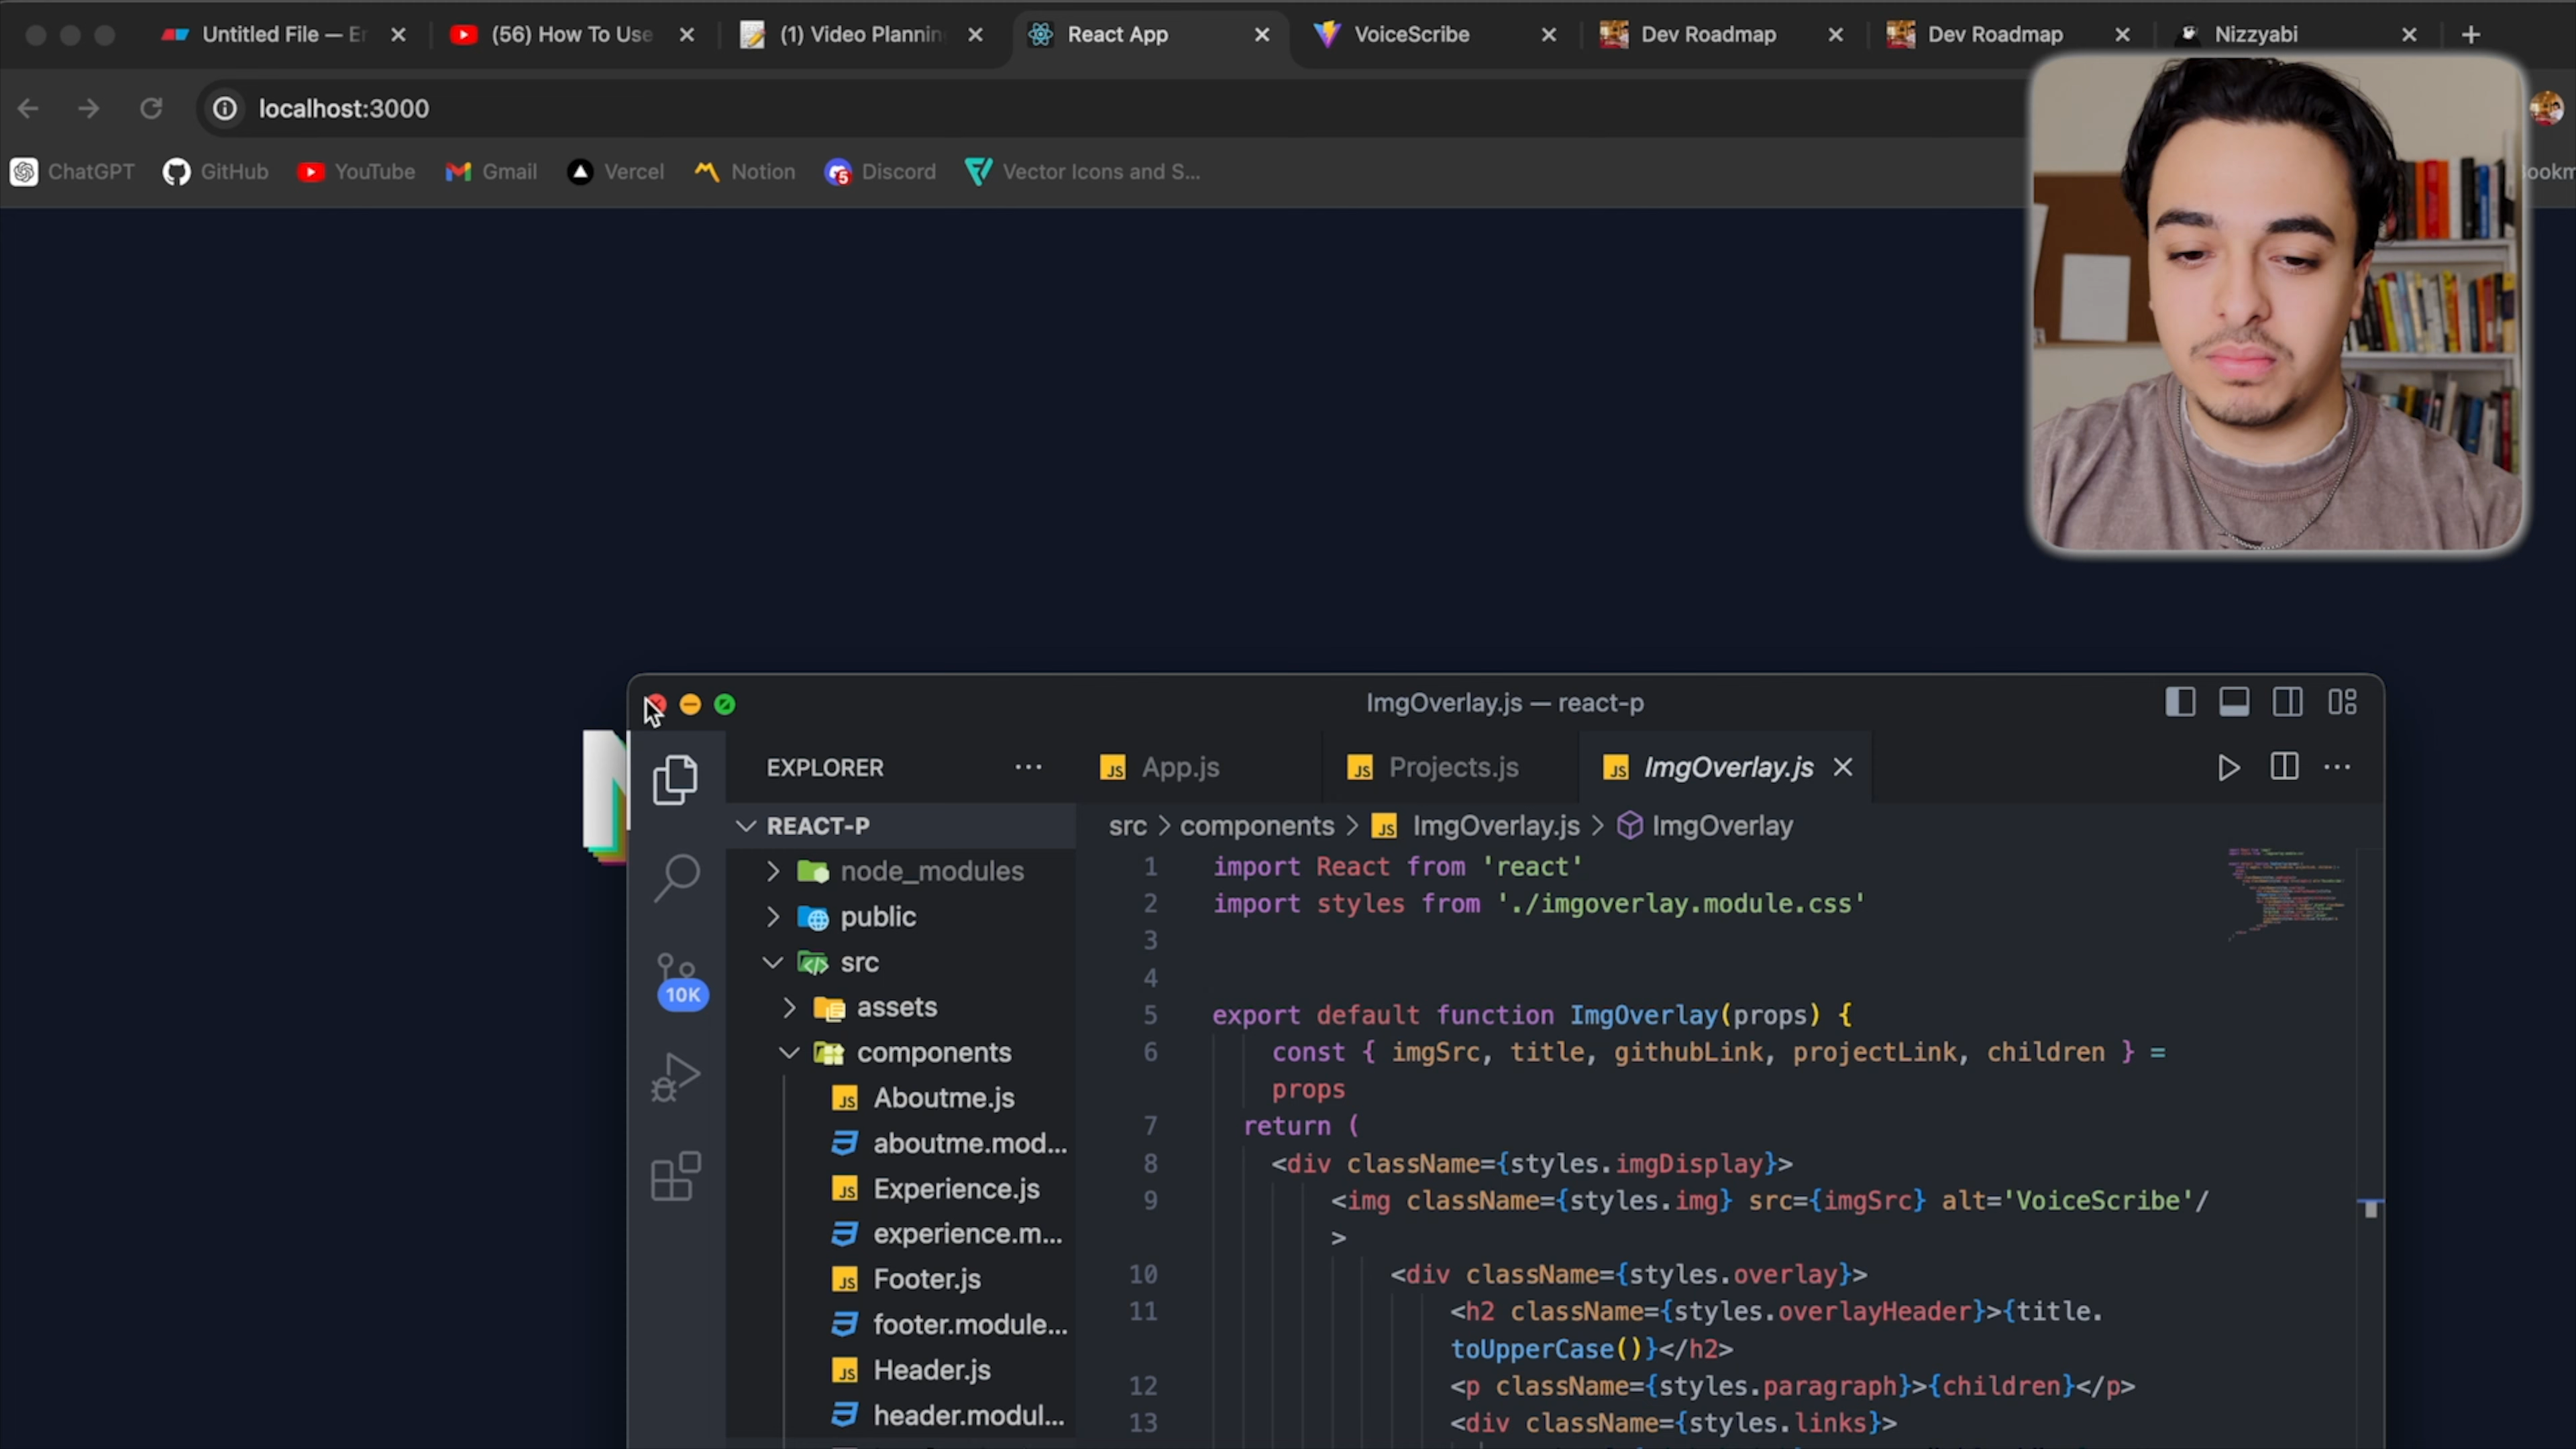 Untitled File — Er
(56) How To Use
(1) Video Plannin
React App
VoiceScribe
Dev Roadmap
Dev Roadmap
Nizzyabi
localhost:3000
ChatGPT
GitHub
YouTube
Gmail
Vercel
Notion
5
Discord
Vector Icons and S...
ookm
N
ImgOverlay.js — react-p
EXPLORER
App.js
Projects.js
ImgOverlay.js
REACT-P
src > components > JS ImgOverlay.js > ImgOverlay
node_modules
public
src
assets
components
Aboutme.js
aboutme.mod...
Experience.js
experience.m...
Footer.js
footer.module...
Header.js
header.modul...
10K
1 import React from 'react'
2 import styles from './imgoverlay.module.css'
3
4
5 export default function ImgOverlay(props) {
6 const { imgSrc, title, githubLink, projectLink, children } =
props
7 return (
8 <div className={styles.imgDisplay}>
9 <img className={styles.img} src={imgSrc} alt='VoiceScribe'/
>
10 <div className={styles.overlay}>
11 <h2 className={styles.overlayHeader}>{title.
toUpperCase()}</h2>
12 <p className={styles.paragraph}>{children}</p>
13 <div className={styles.links}>